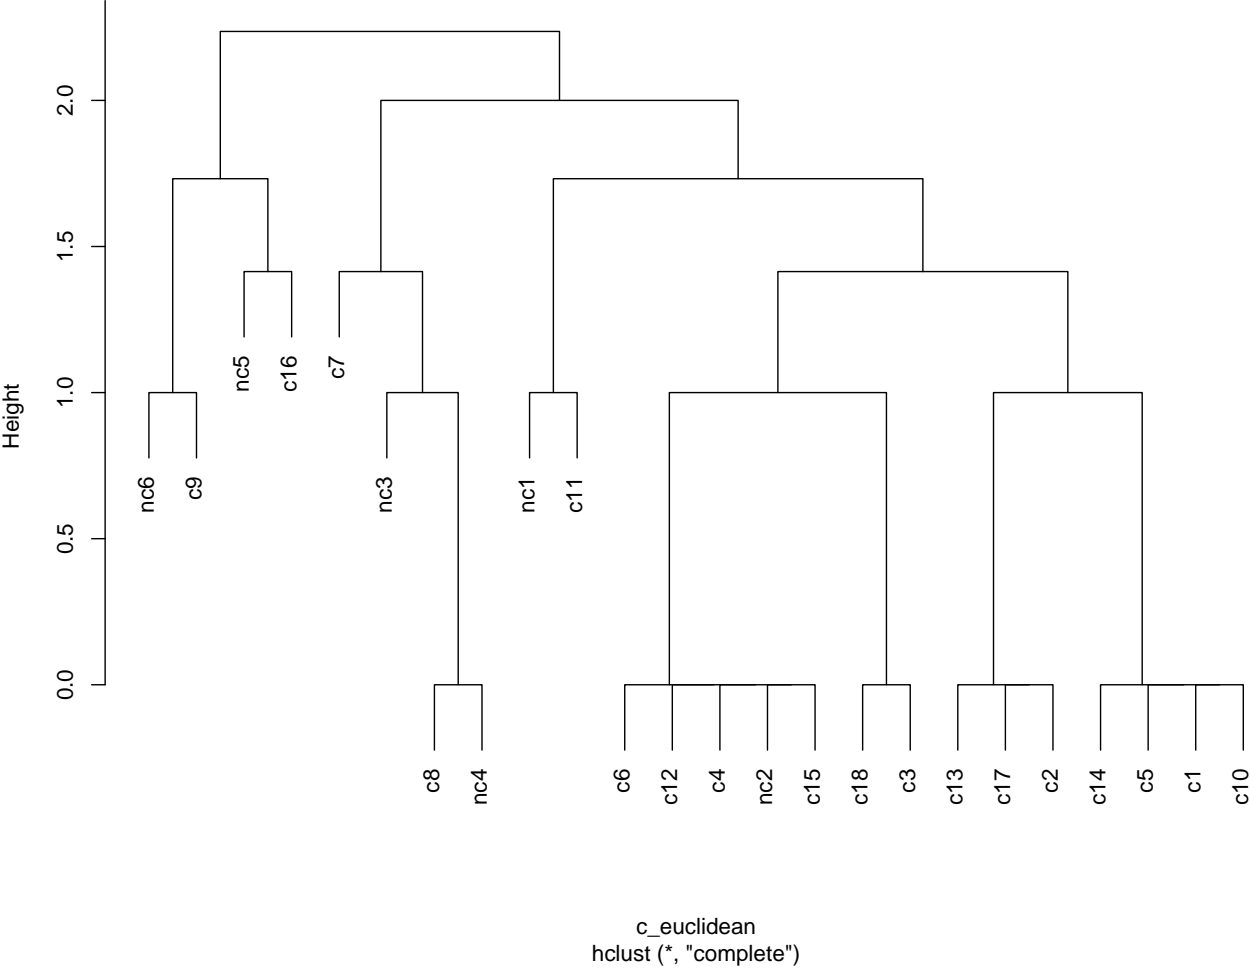 2.0
1.5
1.0
0.5
0.0
Height
nc5
c16
c7
nc6
c9
nc3
nc1
c11
c8
nc4
c6
c12
c4
nc2
c15
c18
c3
c13
c17
c2
c14
c5
c1
c10
c_euclidean
hclust (*, "complete")